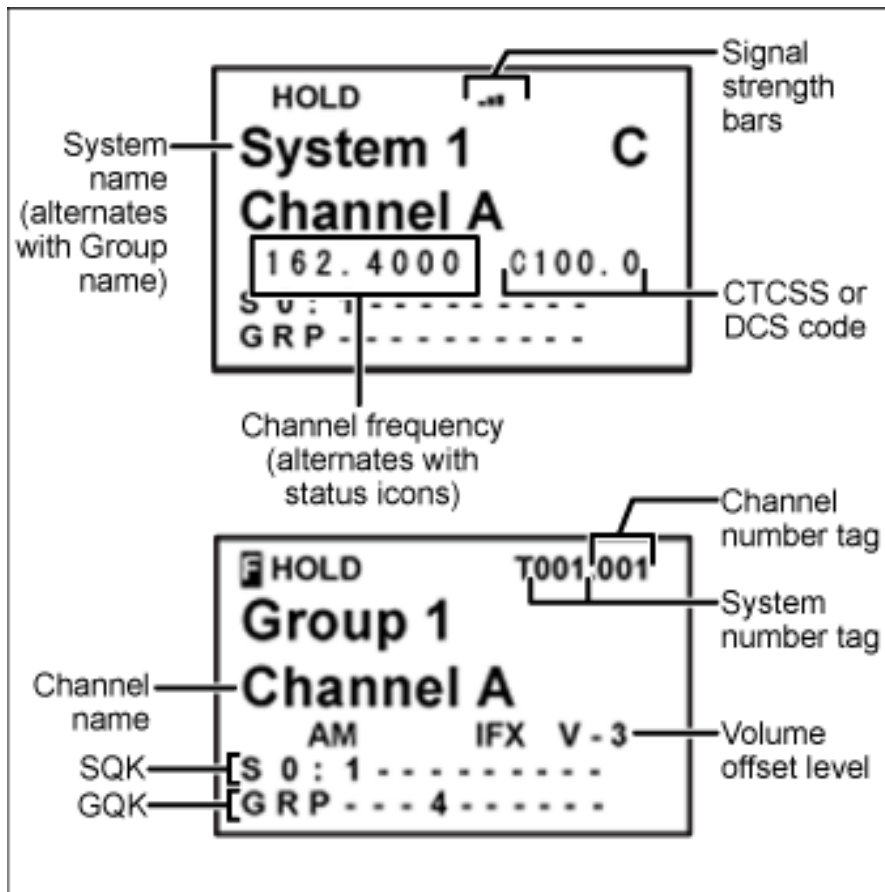 Signal
strength
bars
HOLD
System
name
(alternates
with Group
name)
System 1 C
Channel A
162.4000 C100.0
S0:1---------
GRP----------
CTCSS or
DCS code
Channel frequency
(alternates with
status icons)
Channel
number tag
F HOLD T001.001
System
number tag
Group 1
Channel
name
Channel A
AM IFX V-3
Volume
offset level
SQK
S0:1---------
GQK
GRP---4------